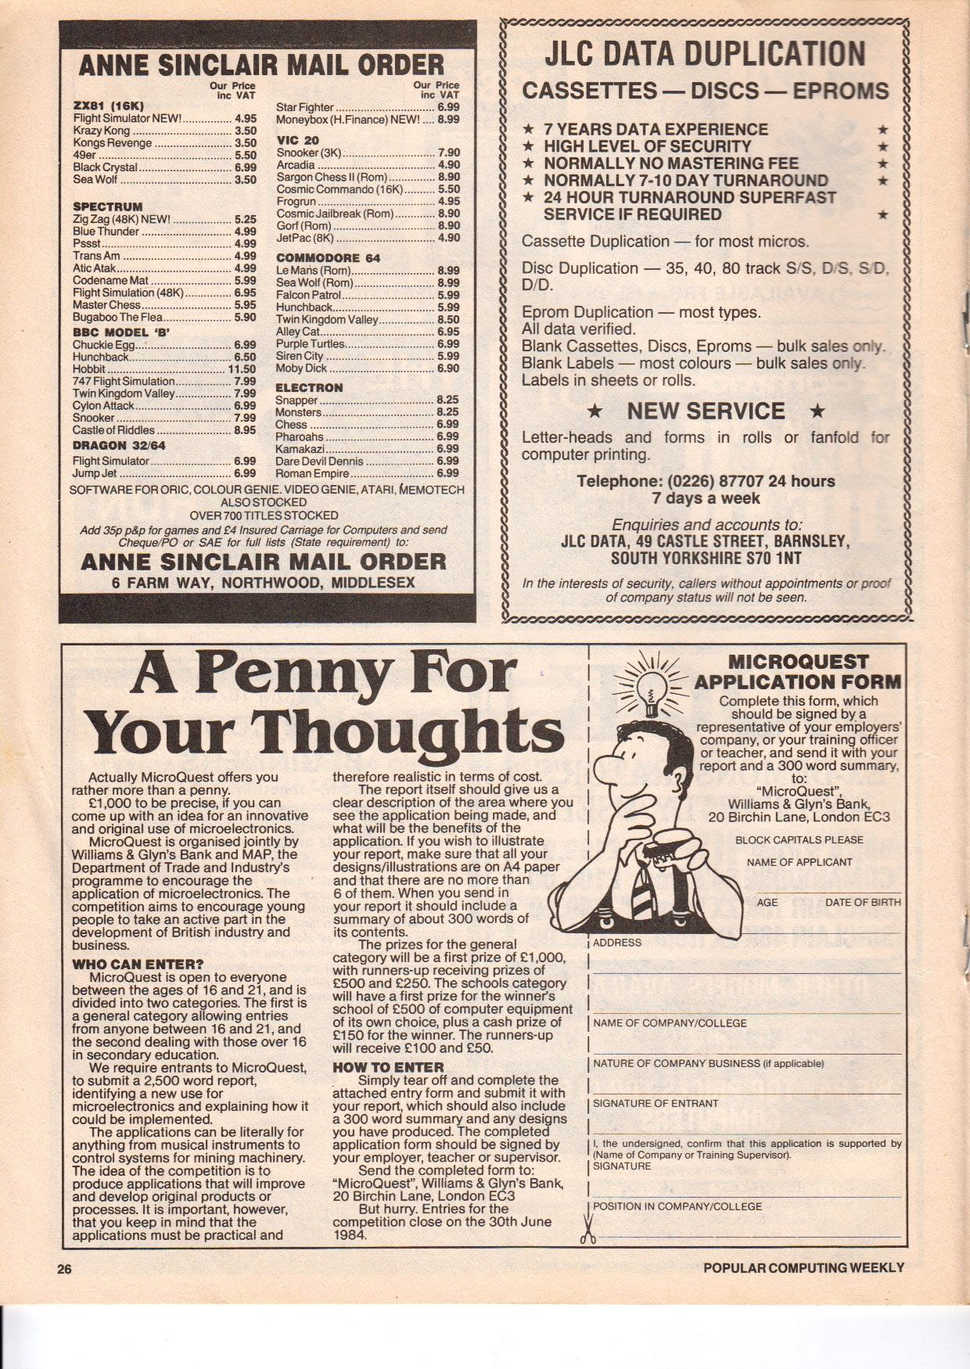 ANNE SINCLAIR MAIL ORDER
Our Price
inc VAT
ZX81 (16K)
Flight Simulator NEW!................ 4.95
Krazy Kong ................................ 3.50
Kongs Revenge ......................... 3.50
49er ............................................ 5.50
Black Crystal.............................. 6.99
Sea Wolf .................................... 3.50
SPECTRUM
Zig Zag (48K) NEW! ................... 5.25
Blue Thunder ............................. 4.99
Pssst.......................................... 4.99
Trans Am ................................... 4.99
Atic Atak..................................... 4.99
Codename Mat .......................... 5.99
Flight Simulation (48K)............... 6.95
Master Chess............................. 5.95
Bugaboo The Flea...................... 5.90
BBC MODEL ‘B’
Chuckie Egg............................... 6.99
Hunchback................................. 6.50
Hobbit ...................................... 11.50
747 Flight Simulation.................. 7.99
Twin Kingdom Valley.................. 7.99
Cylon Attack............................... 6.99
Snooker ..................................... 7.99
Castle of Riddles ........................ 8.95
DRAGON 32/64
Flight Simulator.......................... 6.99
Jump Jet .................................... 6.99
Our Price
inc VAT
Star Fighter ................................ 6.99
Moneybox (H.Finance) NEW! .... 8.99
VIC 20
Snooker (3K).............................. 7.90
Arcadia ...................................... 4.90
Sargon Chess II (Rom)................ 8.90
Cosmic Commando (16K).......... 5.50
Frogrun ...................................... 4.95
Cosmic Jailbreak (Rom)............. 8.90
Gorf (Rom) ................................. 8.90
JetPac (8K) ................................ 4.90
COMMODORE 64
Le Mans (Rom)........................... 8.99
Sea Wolf (Rom).......................... 8.99
Falcon Patrol.............................. 5.99
Hunchback................................. 5.99
Twin Kingdom Valley.................. 8.50
Alley Cat..................................... 6.95
Purple Turtles............................. 6.99
Siren City ................................... 5.99
Moby Dick .................................. 6.90
ELECTRON
Snapper ..................................... 8.25
Monsters.................................... 8.25
Chess ........................................ 6.99
Pharoahs ................................... 6.99
Kamakazi................................... 6.99
Dare Devil Dennis ...................... 6.99
Roman Empire........................... 6.99
SOFTWARE FOR ORIC, COLOUR GENIE. VIDEO GENIE, ATARI, MEMOTECH
ALSO STOCKED
OVER 700 TITLES STOCKED
Add 35p p&p for games and £4 Insured Carriage for Computers and send
Cheque/PO or SAE for full lists (State requirement) to:
ANNE SINCLAIR MAIL ORDER
6 FARM WAY, NORTHWOOD, MIDDLESEX
JLC DATA DUPLICATION
CASSETTES — DISCS — EPROMS
★ 7 YEARS DATA EXPERIENCE ★
★ HIGH LEVEL OF SECURITY ★
★ NORMALLY NO MASTERING FEE ★
★ NORMALLY 7-10 DAY TURNAROUND ★
★ 24 HOUR TURNAROUND SUPERFAST
SERVICE IF REQUIRED ★
Cassette Duplication — for most micros.
Disc Duplication — 35, 40, 80 track S/S, D/S, S/D,
D/D.
Eprom Duplication — most types.
All data verified.
Blank Cassettes, Discs, Eproms — bulk sales only.
Blank Labels — most colours — bulk sales only.
Labels in sheets or rolls.
★ NEW SERVICE ★
Letter-heads and forms in rolls or fanfold for
computer printing.
Telephone: (0226) 87707 24 hours
7 days a week
Enquiries and accounts to:
JLC DATA, 49 CASTLE STREET, BARNSLEY,
SOUTH YORKSHIRE S70 1NT
In the interests of security, callers without appointments or proof
of company status will not be seen.
A Penny For
Your Thoughts
Actually MicroQuest offers you
rather more than a penny.
£1,000 to be precise, if you can
come up with an idea for an innovative
and original use of microelectronics.
MicroQuest is organised jointly by
Williams & Glyn's Bank and MAP, the
Department of Trade and Industry's
programme to encourage the
application of microelectronics. The
competition aims to encourage young
people to take an active part in the
development of British industry and
business.
WHO CAN ENTER?
MicroQuest is open to everyone
between the ages of 16 and 21, and is
divided into two categories. The first is
a general category allowing entries
from anyone between 16 and 21, and
the second dealing with those over 16
in secondary education.
We require entrants to MicroQuest,
to submit a 2,500 word report,
identifying a new use for
microelectronics and explaining how it
could be implemented.
The applications can be literally for
anything from musical instruments to
control systems for mining machinery.
The idea of the competition is to
produce applications that will improve
and develop original products or
processes. It is important, however,
that you keep in mind that the
applications must be practical and
therefore realistic in terms of cost.
The report itself should give us a
clear description of the area where you
see the application being made, and
what will be the benefits of the
application. If you wish to illustrate
your report, make sure that all your
designs/illustrations are on A4 paper
and that there are no more than
6 of them. When you send in
your report it should include a
summary of about 300 words of
its contents.
The prizes for the general
category will be a first prize of £1,000,
with runners-up receiving prizes of
£500 and £250. The schools category
will have a first prize for the winner's
school of £500 of computer equipment
of its own choice, plus a cash prize of
£150 for the winner. The runners-up
will receive £100 and £50.
HOW TO ENTER
Simply tear off and complete the
attached entry form and submit it with
your report, which should also include
a 300 word summary and any designs
you have produced. The completed
application form should be signed by
your employer, teacher or supervisor.
Send the completed form to:
“MicroQuest”, Williams & Glyn's Bank,
20 Birchin Lane, London EC3
But hurry. Entries for the
competition close on the 30th June
1984.
MICROQUEST
APPLICATION FORM
Complete this form, which
should be signed by a
representative of your employers'
company, or your training officer
or teacher, and send it with your
report and a 300 word summary,
to:
“MicroQuest”,
Williams & Glyn's Bank,
20 Birchin Lane, London EC3
BLOCK CAPITALS PLEASE
NAME OF APPLICANT
AGE DATE OF BIRTH
ADDRESS
NAME OF COMPANY/COLLEGE
NATURE OF COMPANY BUSINESS (if applicable)
SIGNATURE OF ENTRANT
I, the undersigned, confirm that this application is supported by
(Name of Company or Training Supervisor).
SIGNATURE
POSITION IN COMPANY/COLLEGE
26
POPULAR COMPUTING WEEKLY